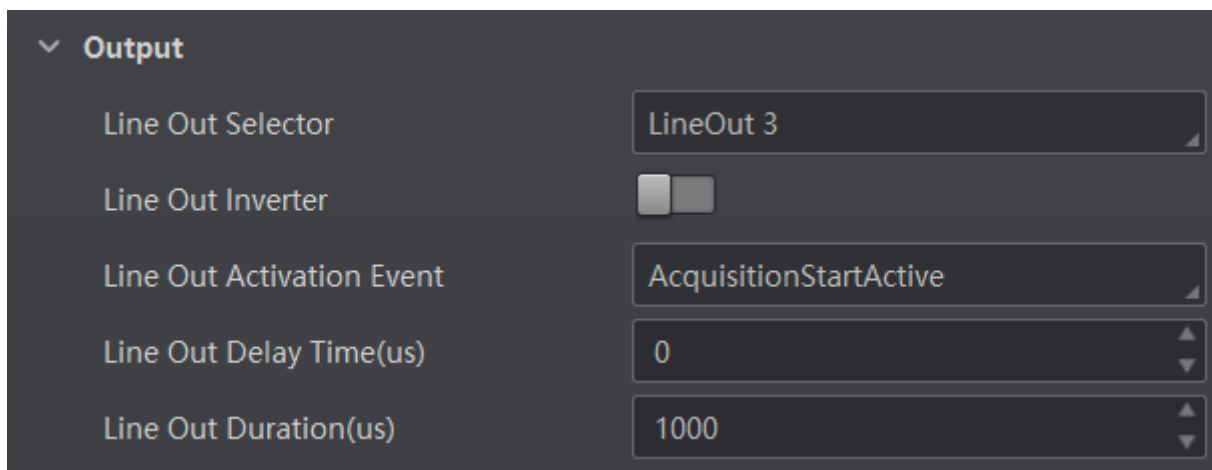 Output
Line Out Selector LineOut 3
Line Out Inverter
Line Out Activation Event AcquisitionStartActive
Line Out Delay Time(us) 0
Line Out Duration(us) 1000